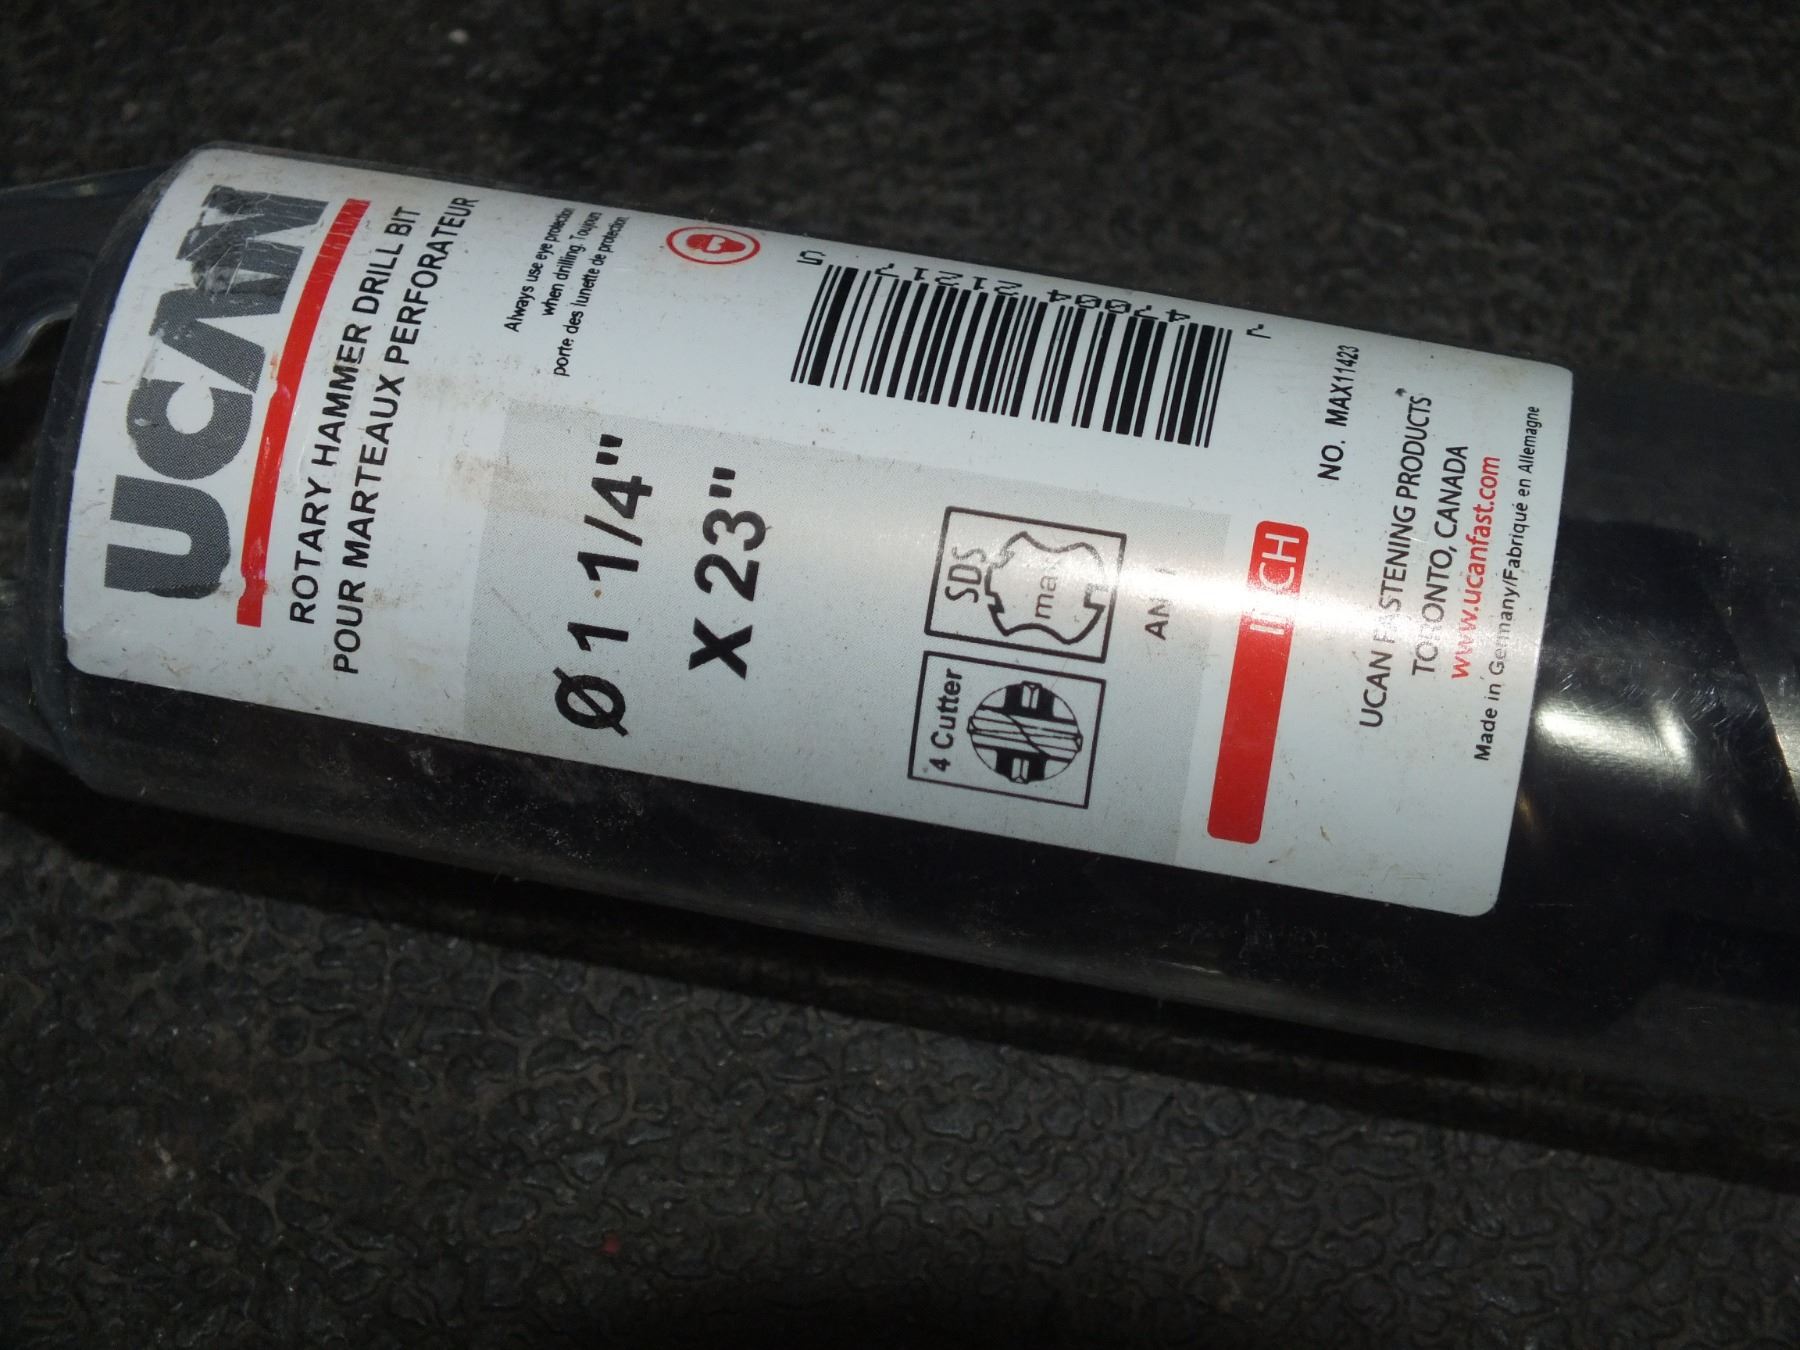 UCAN
ROTARY HAMMER DRILL BIT
POUR MARTEAUX PERFORATEUR
Always use eye protection
when drilling. Toujours
porte, des lunette de protection.
Ø 1 1/4"
X 23"
4 Cutter
SDS
max
INCH
NO. MAX11423
UCAN FASTENING PRODUCTS
TORONTO, CANADA
www.ucanfast.com
Made in Germany/Fabriqué en Allemagne